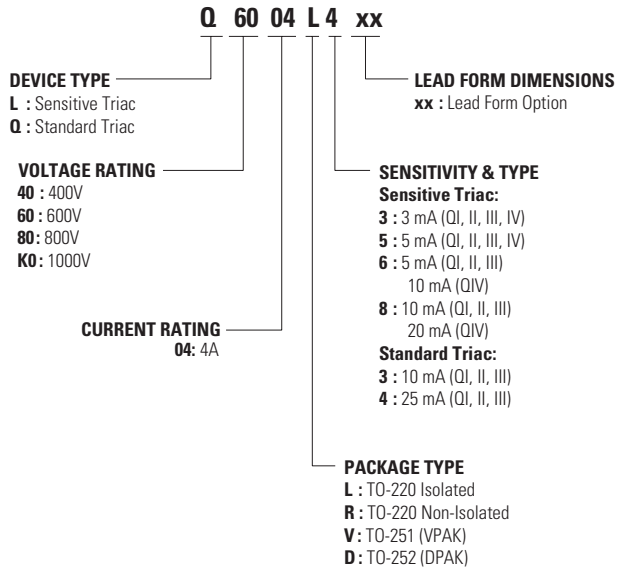 Q 60 04 L 4 xx
DEVICE TYPE
L : Sensitive Triac
Q : Standard Triac
VOLTAGE RATING
40 : 400V
60 : 600V
80 : 800V
K0 : 1000V
CURRENT RATING
04: 4A
LEAD FORM DIMENSIONS
xx : Lead Form Option
SENSITIVITY & TYPE
Sensitive Triac:
3 : 3 mA (QI, II, III, IV)
5 : 5 mA (QI, II, III, IV)
6 : 5 mA (QI, II, III)
10 mA (QIV)
8 : 10 mA (QI, II, III)
20 mA (QIV)
Standard Triac:
3 : 10 mA (QI, II, III)
4 : 25 mA (QI, II, III)
PACKAGE TYPE
L : TO-220 Isolated
R : TO-220 Non-Isolated
V : TO-251 (VPAK)
D : TO-252 (DPAK)